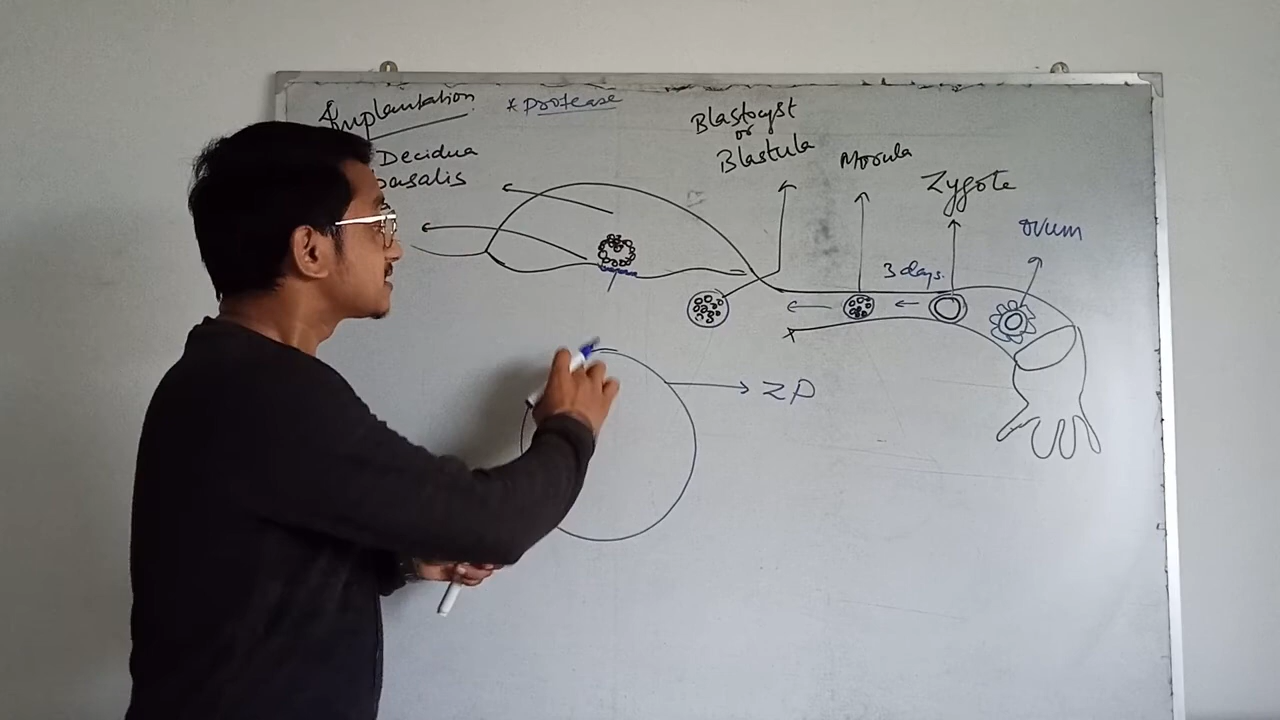 Implantation
* Protease
Decidua
basalis
Blastocyst
or
Blastula
Morula
Zygote
ovum
3 days.
ZP